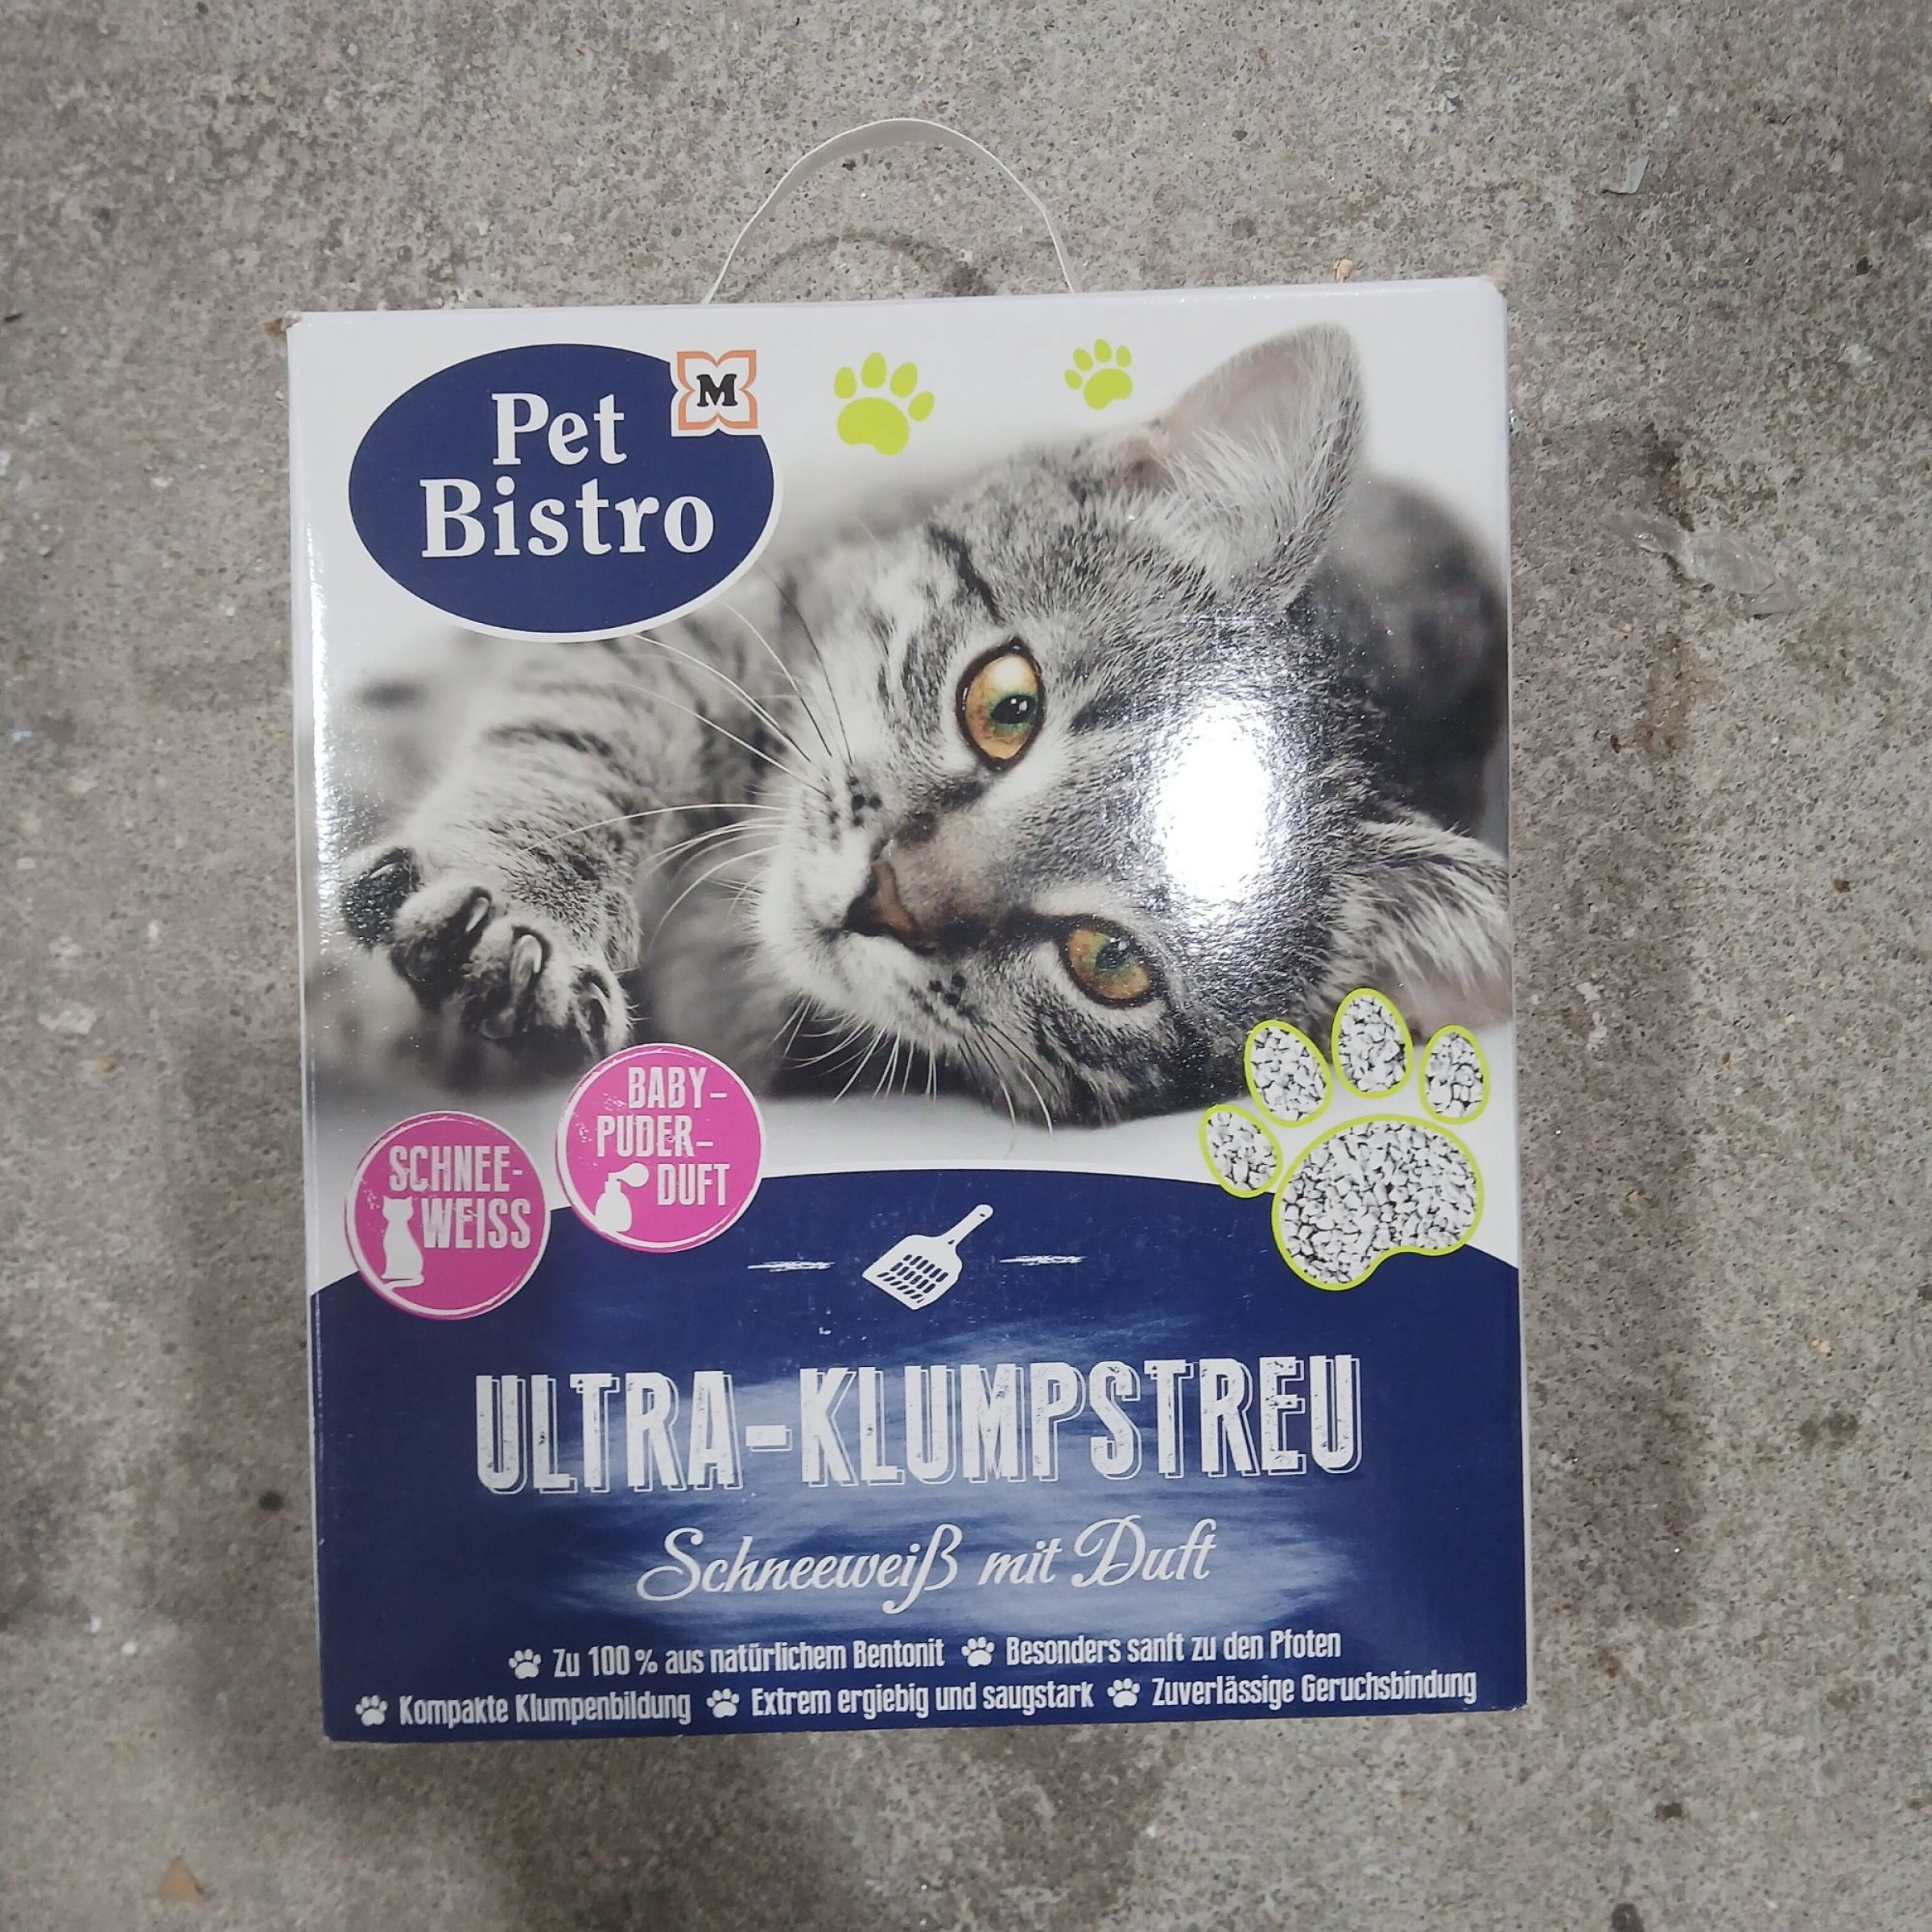 Pet
Bistro
M
BABY-
PUDER-
DUFT
SCHNEE-
WEISS
ULTRA-KLUMPSTREU
Schneeweiß mit Duft
Zu 100 % aus natürlichem Bentonit Besonders sanft zu den Pfoten
Kompakte Klumpenbildung Extrem ergiebig und saugstark Zuverlässige Geruchsbindung